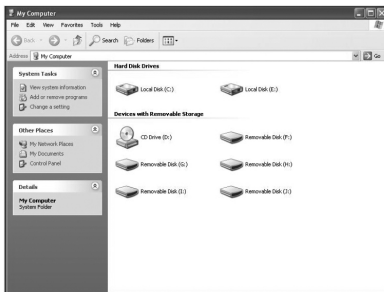 My Computer
File Edit View Favorites Tools Help
Back Search Folders
Address My Computer Go
System Tasks
View system information
Add or remove programs
Change a setting
Other Places
My Network Places
My Documents
Control Panel
Details
My Computer
System Folder
Hard Disk Drives
Local Disk (C:) Local Disk (E:)
Devices with Removable Storage
CD Drive (D:) Removable Disk (F:)
Removable Disk (G:) Removable Disk (H:)
Removable Disk (I:) Removable Disk (J:)